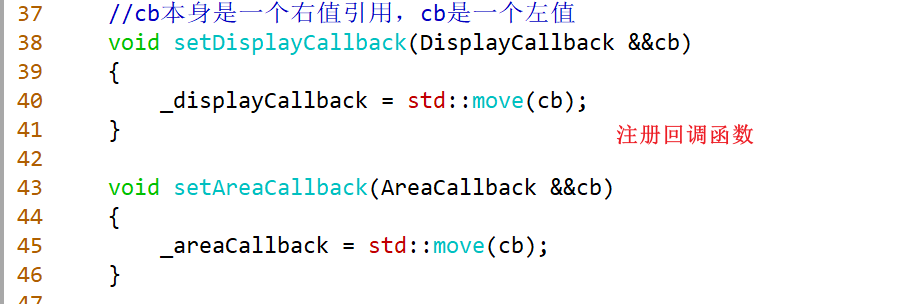 37 //cb本身是一个右值引用，cb是一个左值
38 void setDisplayCallback(DisplayCallback &&cb)
39 {
40 _displayCallback = std::move(cb);
41 }
注册回调函数
42
43 void setAreaCallback(AreaCallback &&cb)
44 {
45 _areaCallback = std::move(cb);
46 }
47